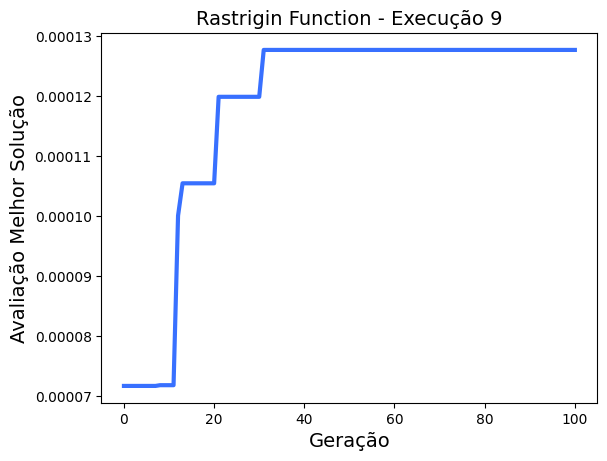 Rastrigin Function - Execução 9
Avaliação Melhor Solução
0.00013
0.00012
0.00011
0.00010
0.00009
0.00008
0.00007
0 20 40 60 80 100
Geração